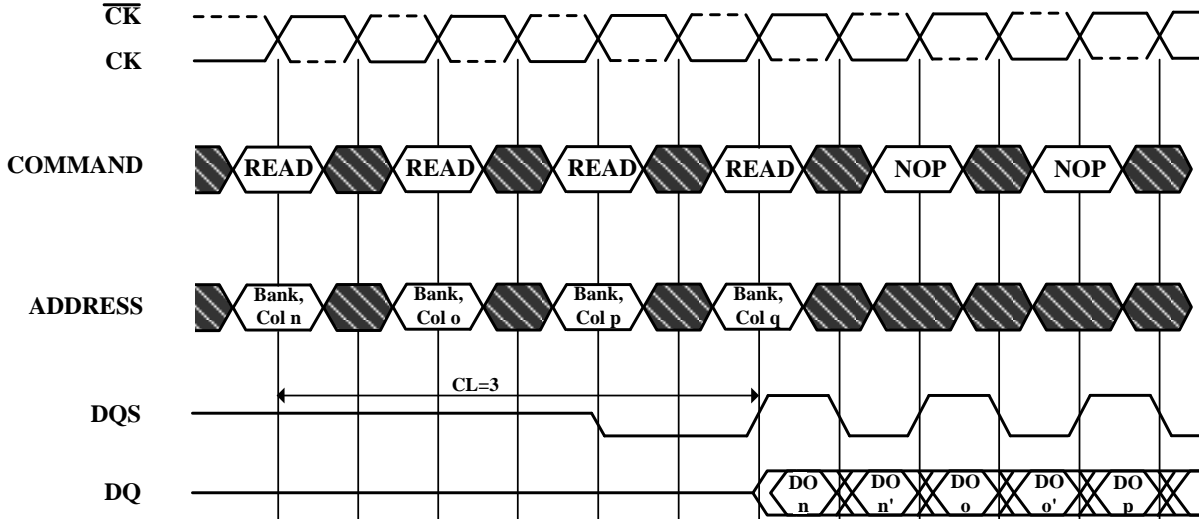 CK
CK
COMMAND READ READ READ READ NOP NOP
ADDRESS Bank, Col n Bank, Col o Bank, Col p Bank, Col q
CL=3
DQS
DQ DO n DO n' DO o DO o' DO p